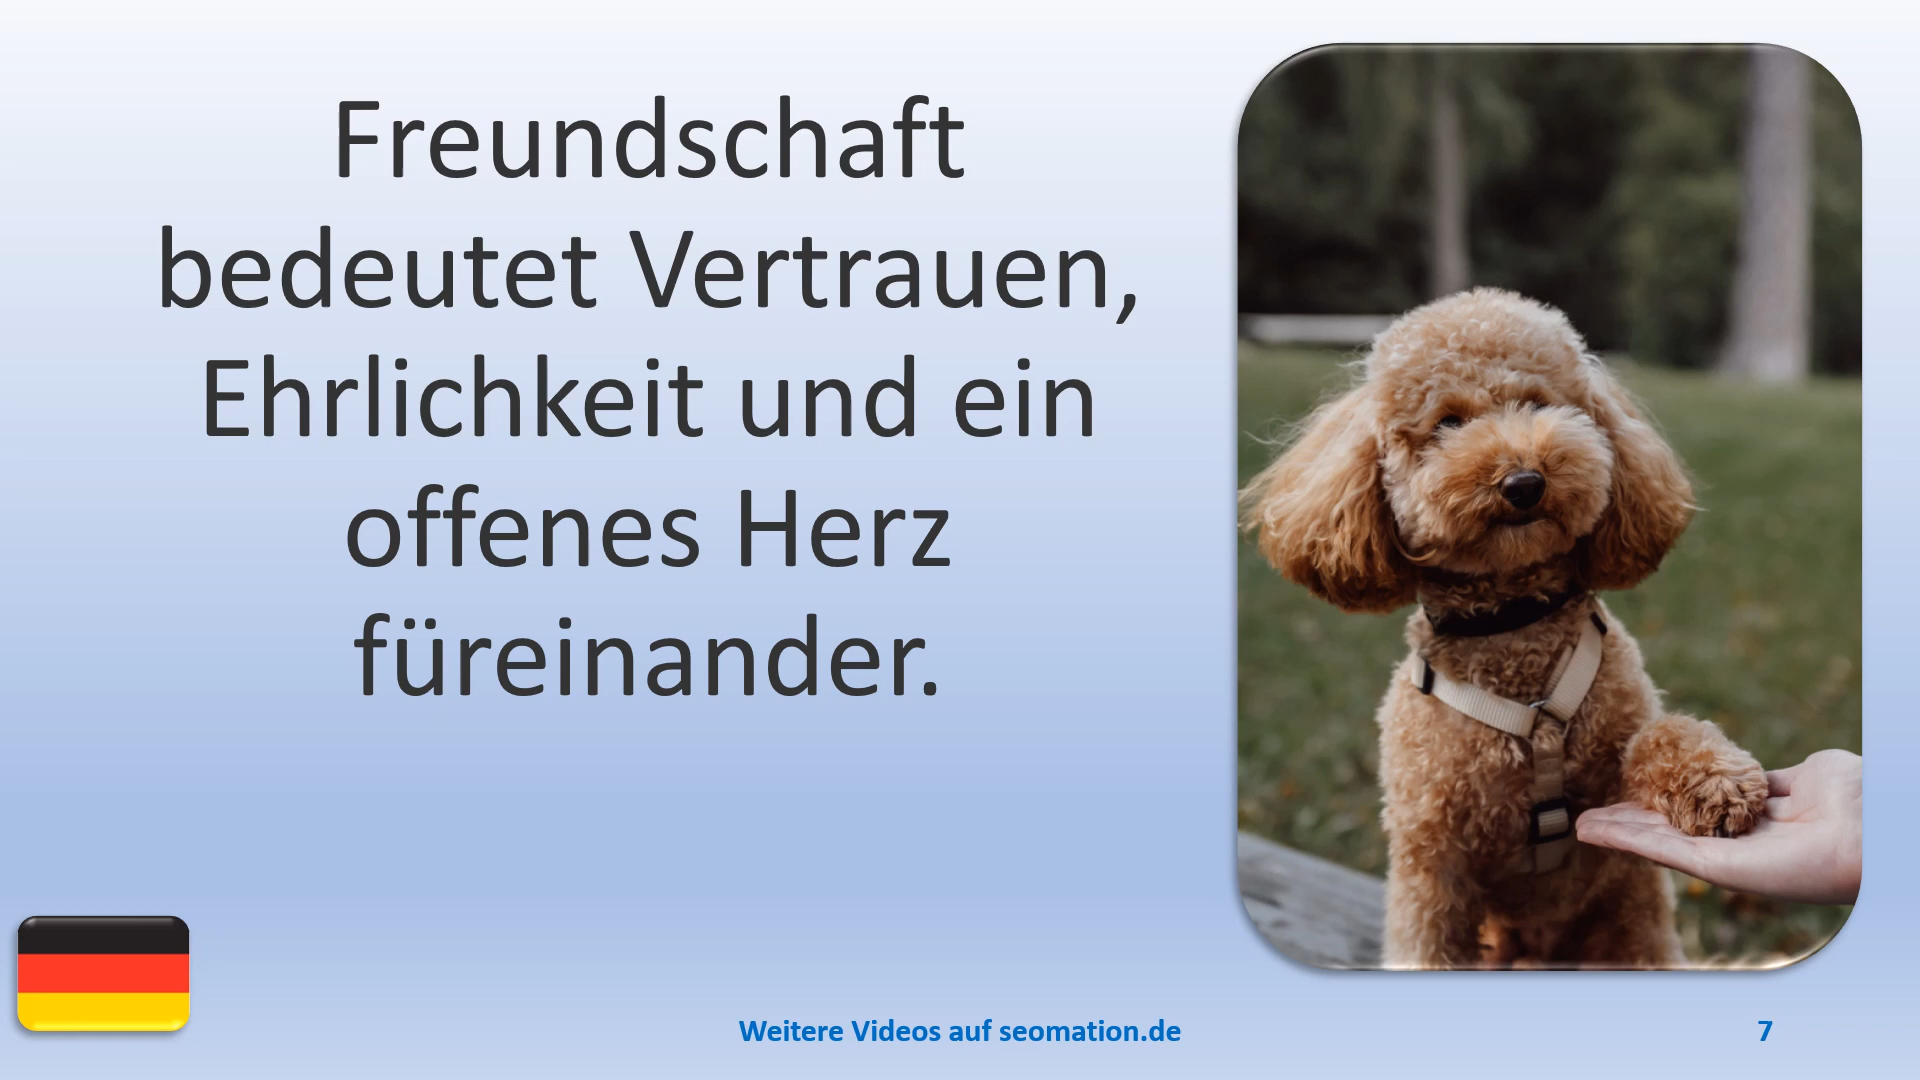 Freundschaft
bedeutet Vertrauen,
Ehrlichkeit und ein
offenes Herz
füreinander.
Weitere Videos auf seomation.de
7